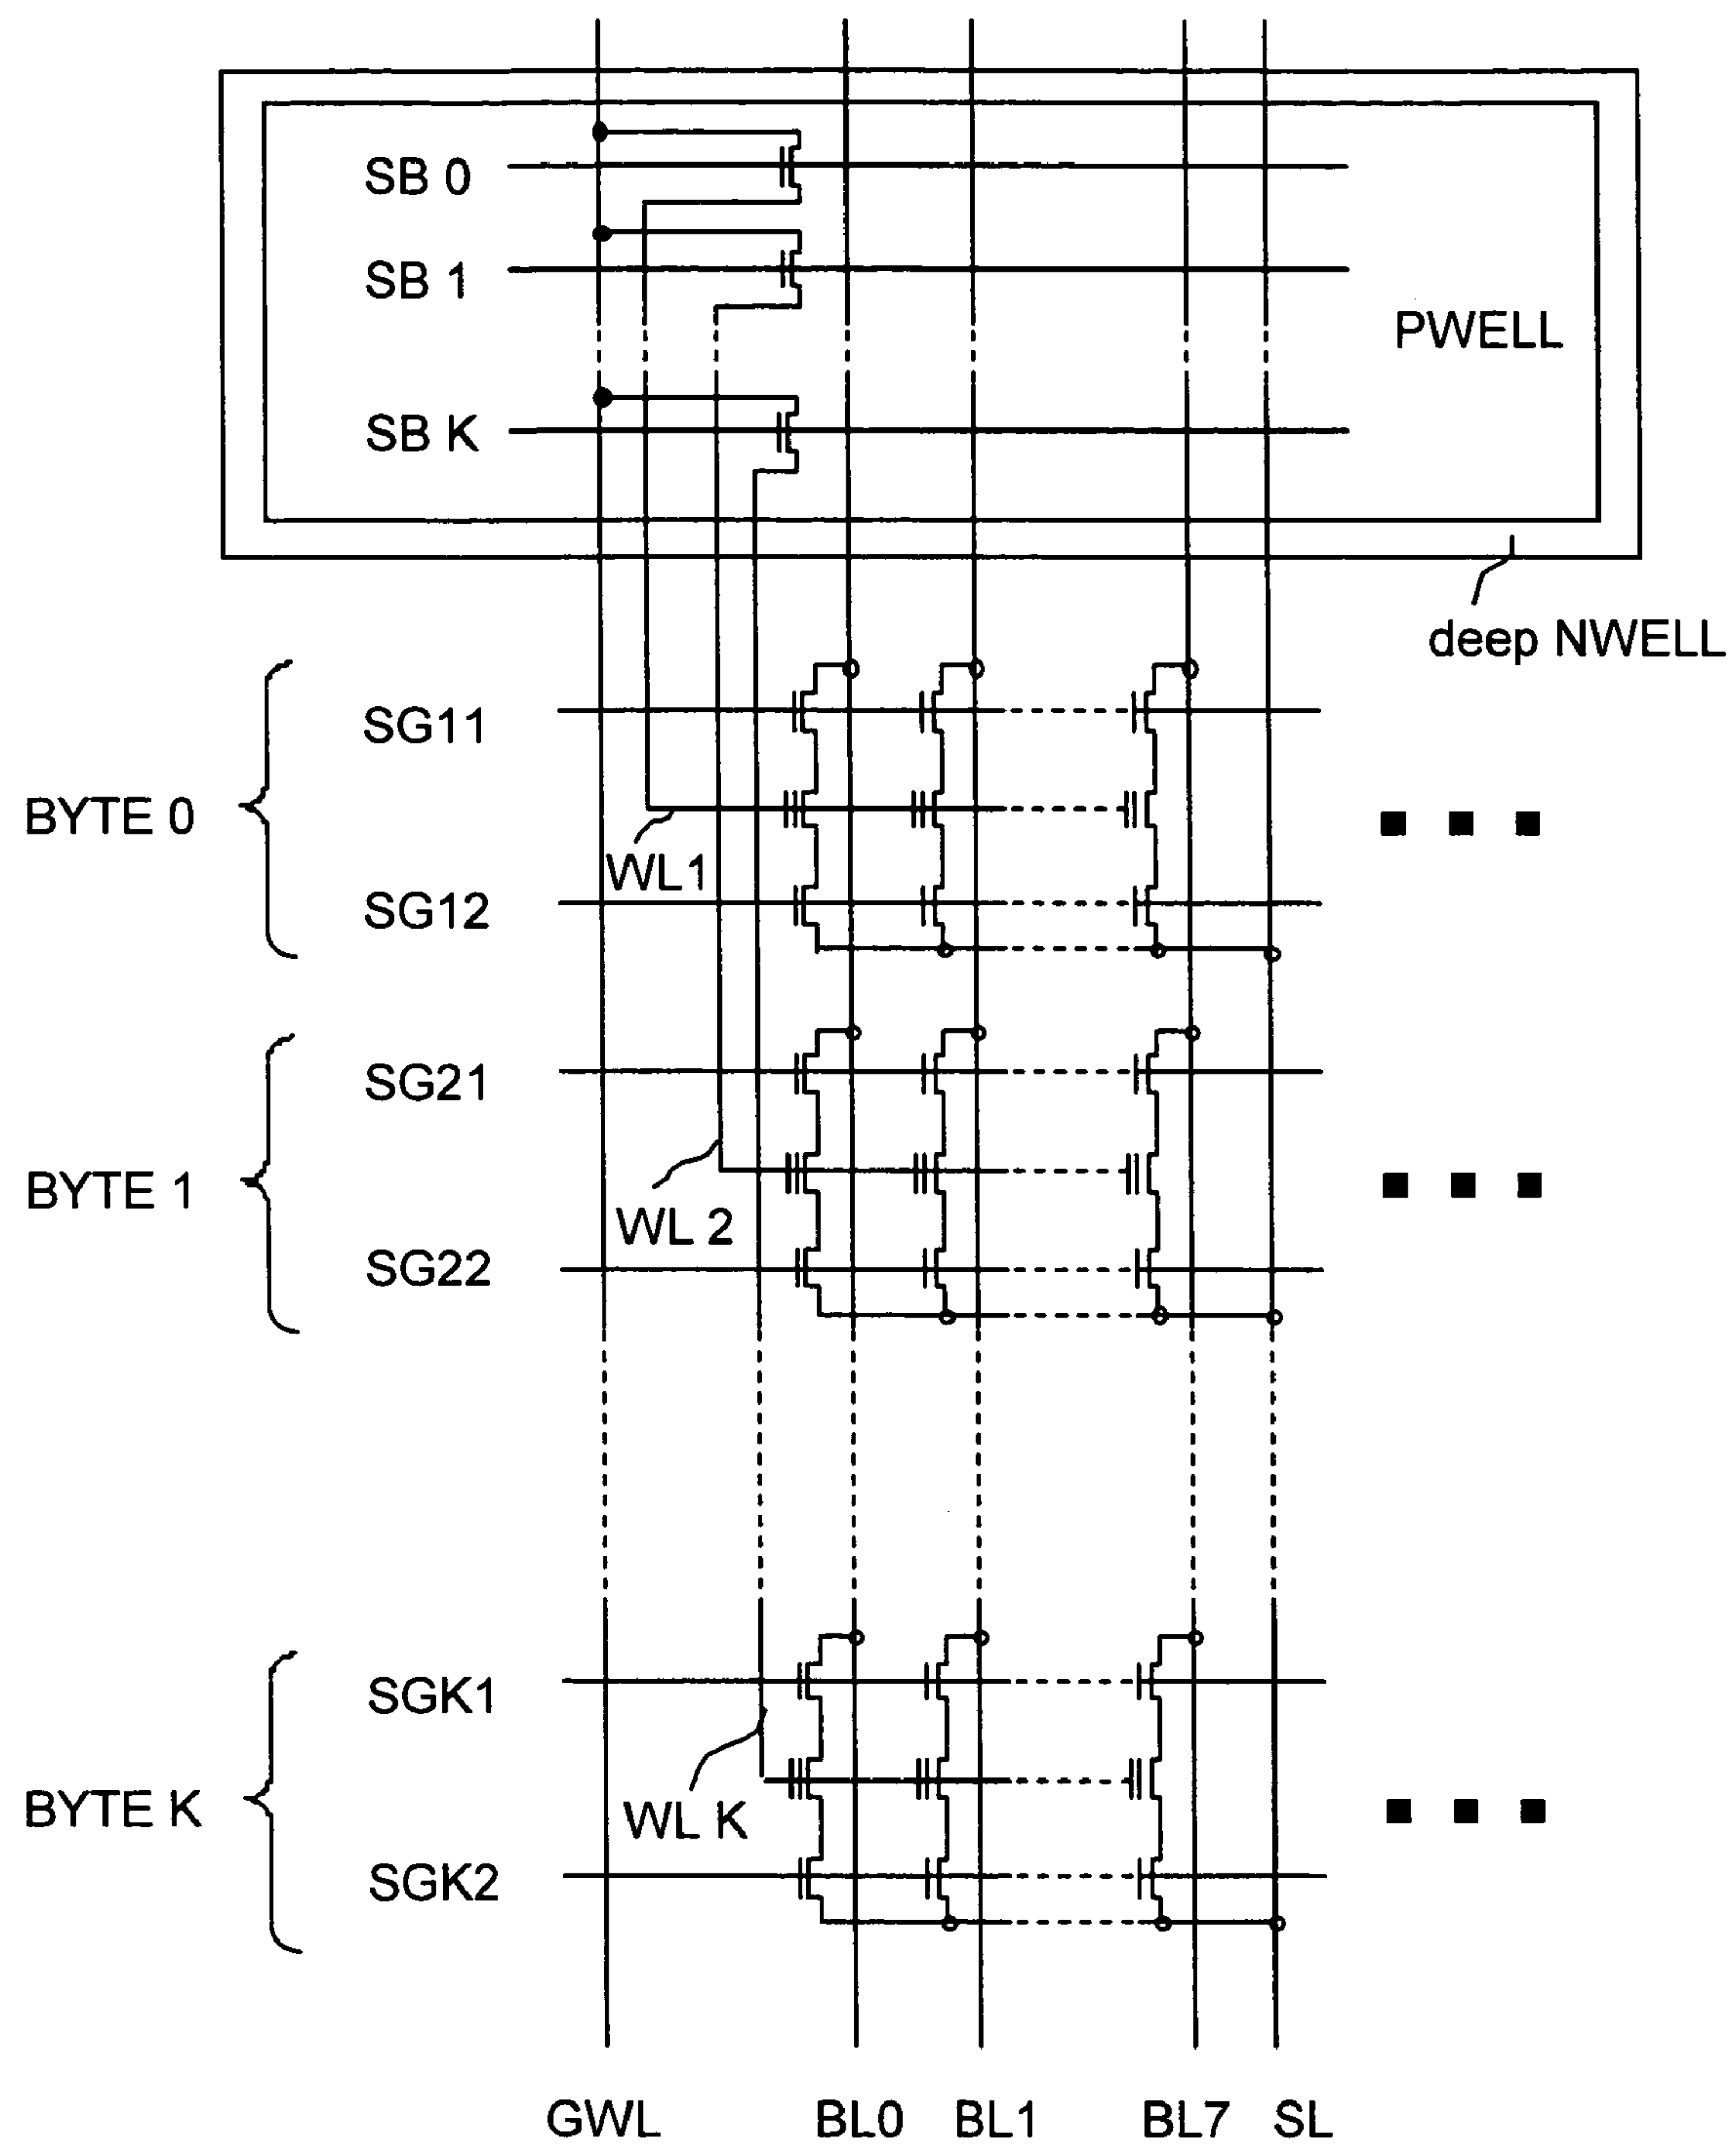 SB 0
SB 1
PWELL
SB K
deep NWELL
SG11
BYTE 0
WL1
SG12
SG21
BYTE 1
WL 2
SG22
SGK1
BYTE K
WL K
SGK2
GWL BL0 BL1 BL7 SL